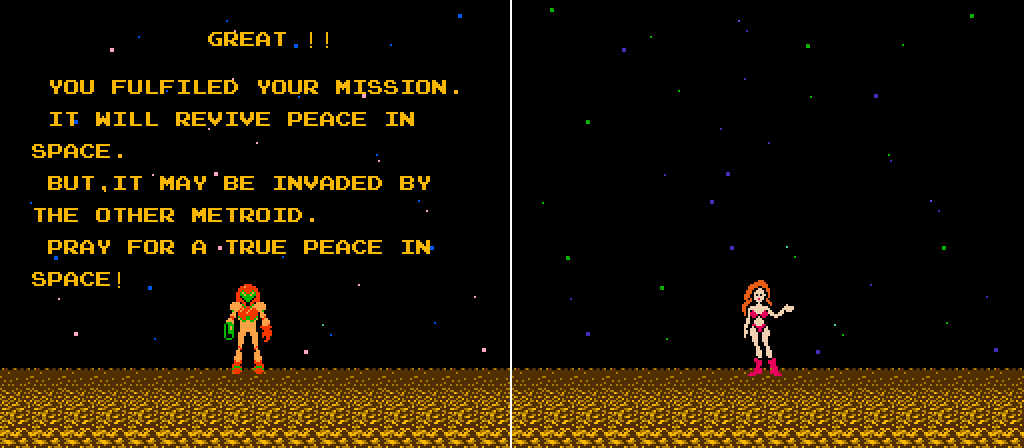 GREAT !!
YOU FULFILED YOUR MISSION.
IT WILL REVIVE PEACE IN
SPACE.
BUT,IT MAY BE INVADED BY
THE OTHER METROID.
PRAY FOR A TRUE PEACE IN
SPACE!